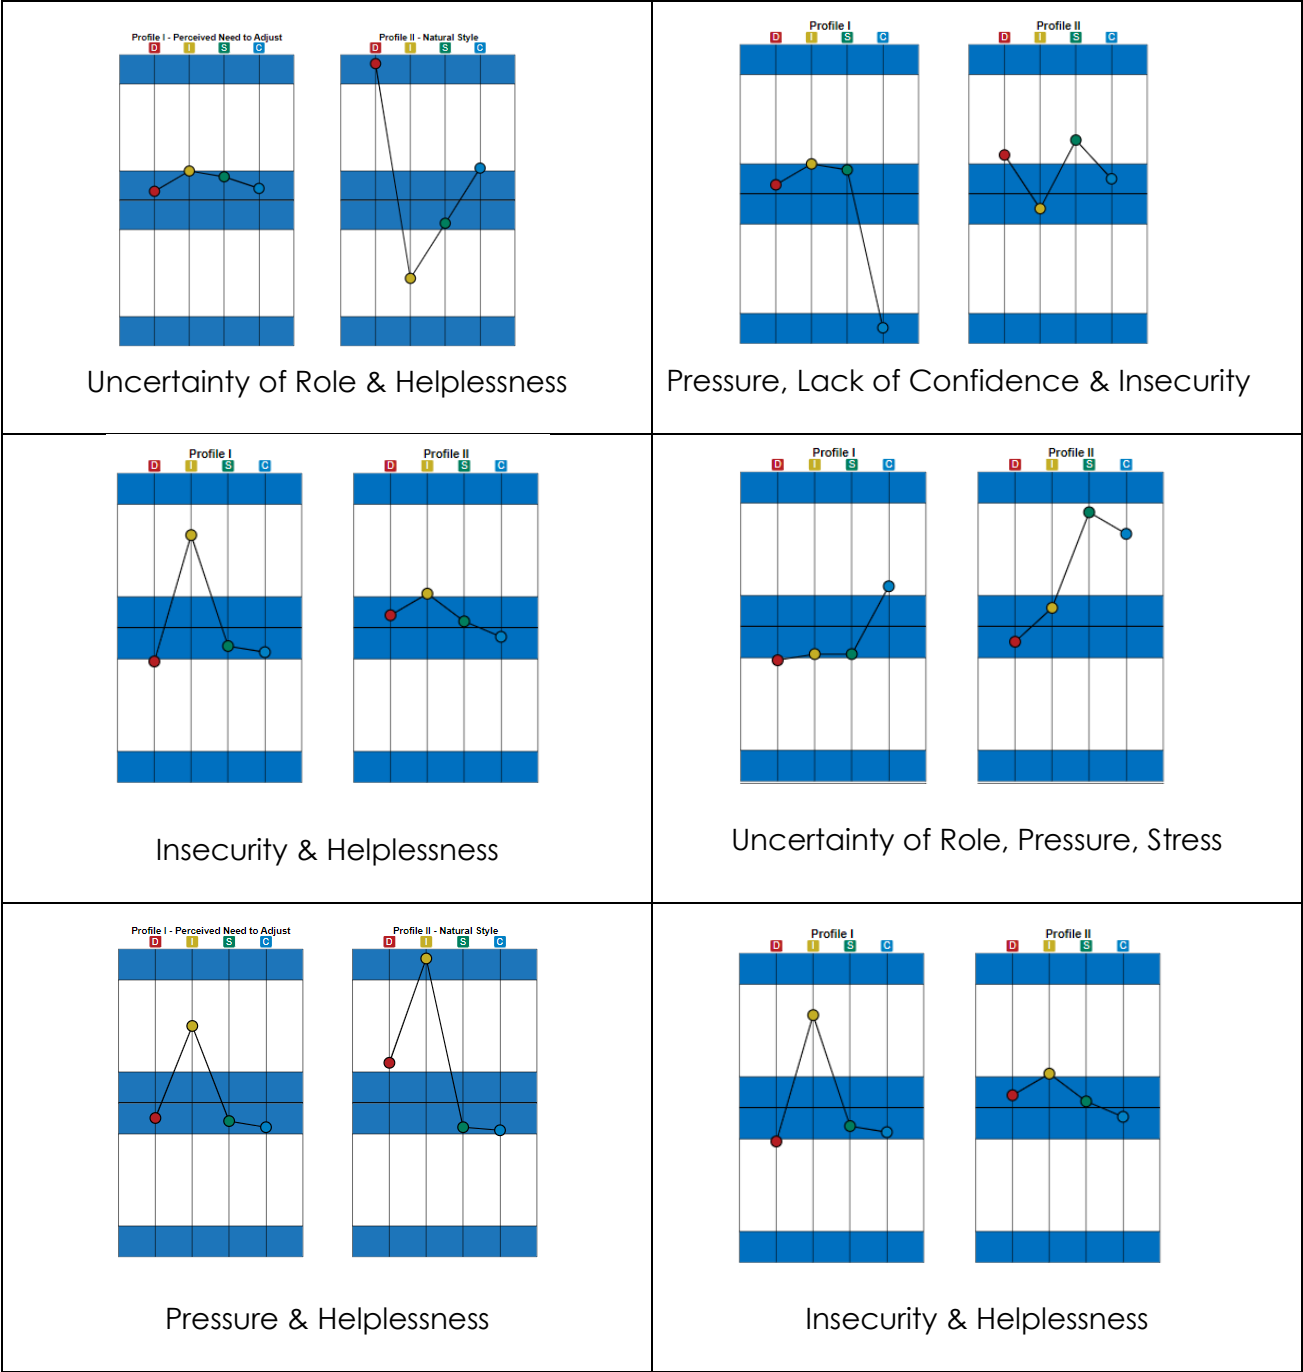 Profile I - Perceived Need to Adjust
D I S C
Profile II - Natural Style
D I S C
Uncertainty of Role & Helplessness
Profile I
D I S C
Profile II
D I S C
Pressure, Lack of Confidence & Insecurity
Profile I
D I S C
Profile II
D I S C
Insecurity & Helplessness
Profile I
D I S C
Profile II
D I S C
Uncertainty of Role, Pressure, Stress
Profile I - Perceived Need to Adjust
D I S C
Profile II - Natural Style
D I S C
Pressure & Helplessness
Profile I
D I S C
Profile II
D I S C
Insecurity & Helplessness